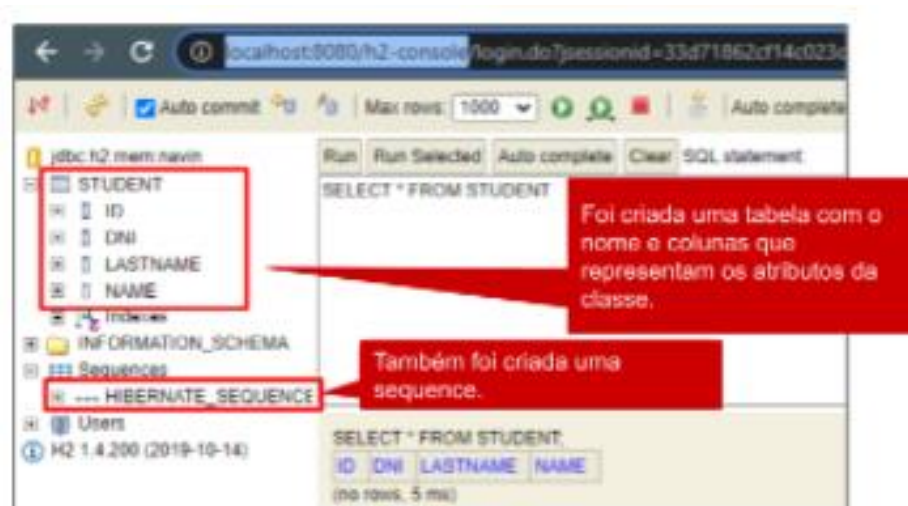 localhost:8080/h2-console/login.do?jsessionid=33d71862cf14c023c
Auto commit Max rows: 1000 Auto complete
jdbc:h2:mem:navin
Run Run Selected Auto complete Clear SQL statement:
STUDENT
ID
DNI
LASTNAME
NAME
Indexes
INFORMATION_SCHEMA
Sequences
HIBERNATE_SEQUENCE
Users
H2 1.4.200 (2019-10-14)
SELECT * FROM STUDENT
Foi criada uma tabela com o
nome e colunas que
representam os atributos da
classe.
Também foi criada uma
sequence.
SELECT * FROM STUDENT;
ID DNI LASTNAME NAME
(no rows, 5 ms)